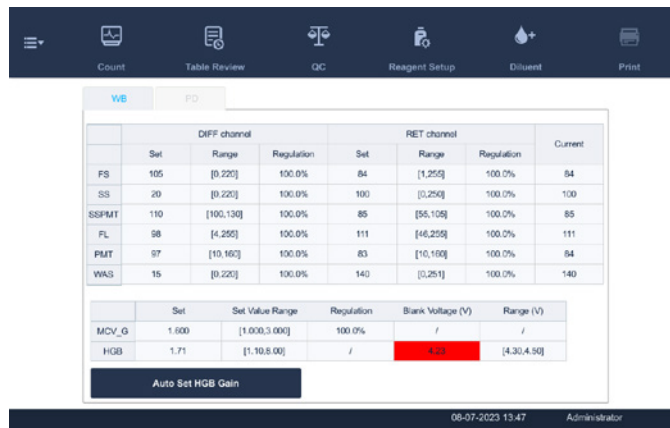 Count Table Review QC Reagent Setup Diluent Print
WB PD
DIFF channel RET channel Current
Set Range Regulation Set Range Regulation
FS 105 [0,220] 100.0% 84 [1,255] 100.0% 84
SS 20 [0,220] 100.0% 100 [0,250] 100.0% 100
SSPMT 110 [100,130] 100.0% 85 [55,105] 100.0% 85
FL 98 [4,255] 100.0% 111 [46,255] 100.0% 111
PMT 97 [10,160] 100.0% 83 [10,160] 100.0% 84
WAS 15 [0,220] 100.0% 140 [0,251] 100.0% 140
Set Set Value Range Regulation Blank Voltage (V) Range (V)
MCV_G 1.600 [1.000,3.000] 100.0% / /
HGB 1.71 [1.10,8.00] / 4.23 [4.30,4.50]
Auto Set HGB Gain
08-07-2023 13:47 Administrator